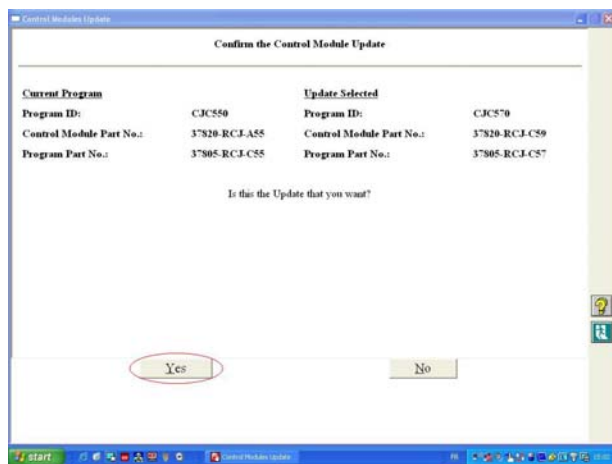 Control Modules Update
Confirm the Control Module Update
Current Program
Update Selected
Program ID: CJC550
Program ID: CJC570
Control Module Part No.: 37820-RCJ-A55
Control Module Part No.: 37820-RCJ-C59
Program Part No.: 37805-RCJ-C55
Program Part No.: 37805-RCJ-C57
Is this the Update that you want?
Yes
No
start
Control Modules Update
FR